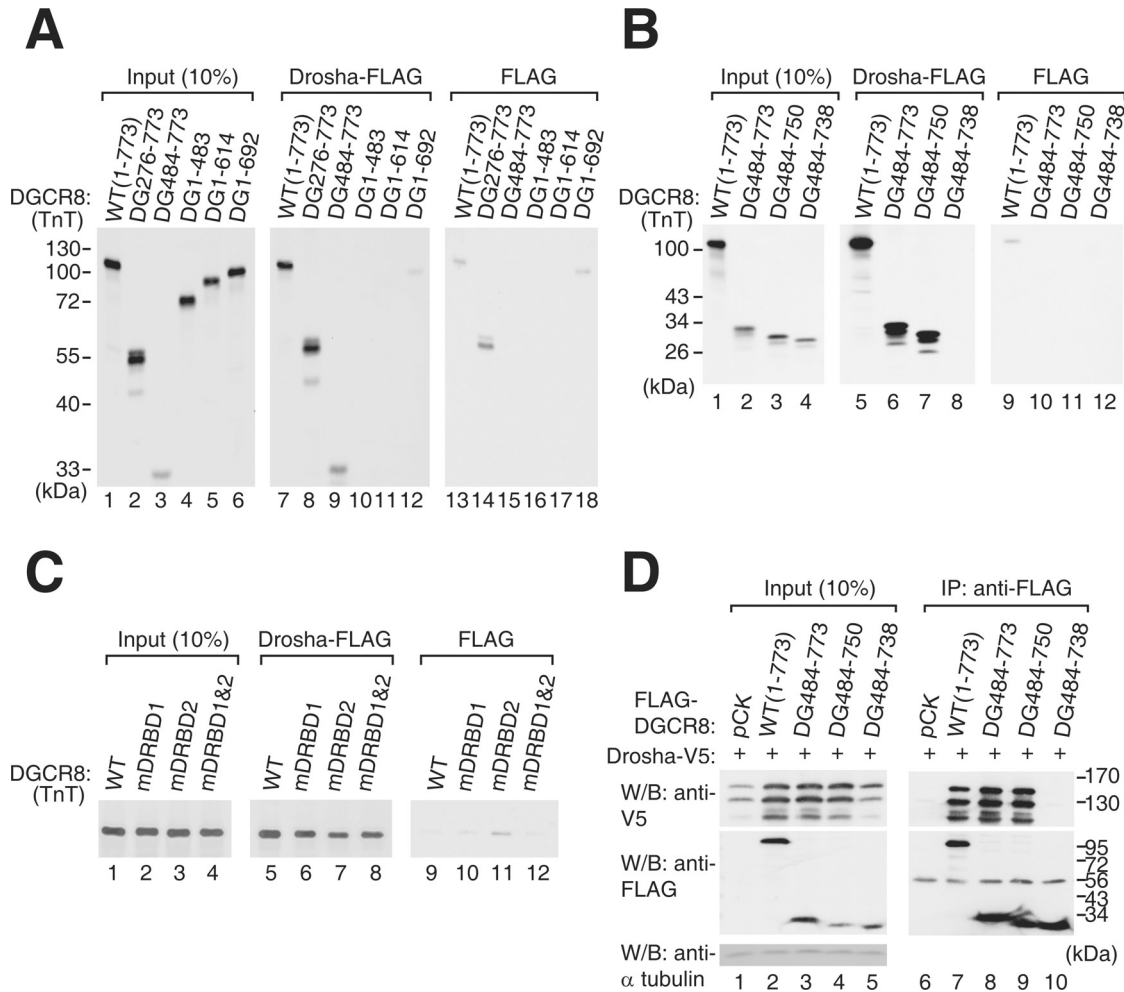 A
Input (10%)
Drosha-FLAG
FLAG
DGCR8:
(TnT)
WT(1-773)
DG276-773
DG484-773
DG1-483
DG1-614
DG1-692
WT(1-773)
DG276-773
DG484-773
DG1-483
DG1-614
DG1-692
WT(1-773)
DG276-773
DG484-773
DG1-483
DG1-614
DG1-692
130
100
72
55
40
33
(kDa)
1 2 3 4 5 6 7 8 9 10 11 12 13 14 15 16 17 18
B
Input (10%)
Drosha-FLAG
FLAG
DGCR8:
(TnT)
WT(1-773)
DG484-773
DG484-750
DG484-738
WT(1-773)
DG484-773
DG484-750
DG484-738
WT(1-773)
DG484-773
DG484-750
DG484-738
100
43
34
26
(kDa)
1 2 3 4 5 6 7 8 9 10 11 12
C
Input (10%)
Drosha-FLAG
FLAG
DGCR8:
(TnT)
WT
mDRBD1
mDRBD2
mDRBD1&2
WT
mDRBD1
mDRBD2
mDRBD1&2
WT
mDRBD1
mDRBD2
mDRBD1&2
1 2 3 4 5 6 7 8 9 10 11 12
D
Input (10%)
IP: anti-FLAG
FLAG-
DGCR8:
pCK
WT(1-773)
DG484-773
DG484-750
DG484-738
pCK
WT(1-773)
DG484-773
DG484-750
DG484-738
Drosha-V5: + + + + + + + + + +
W/B: anti-
V5
170
130
W/B: anti-
FLAG
95
72
56
43
34
(kDa)
W/B: anti-
α tubulin
1 2 3 4 5 6 7 8 9 10